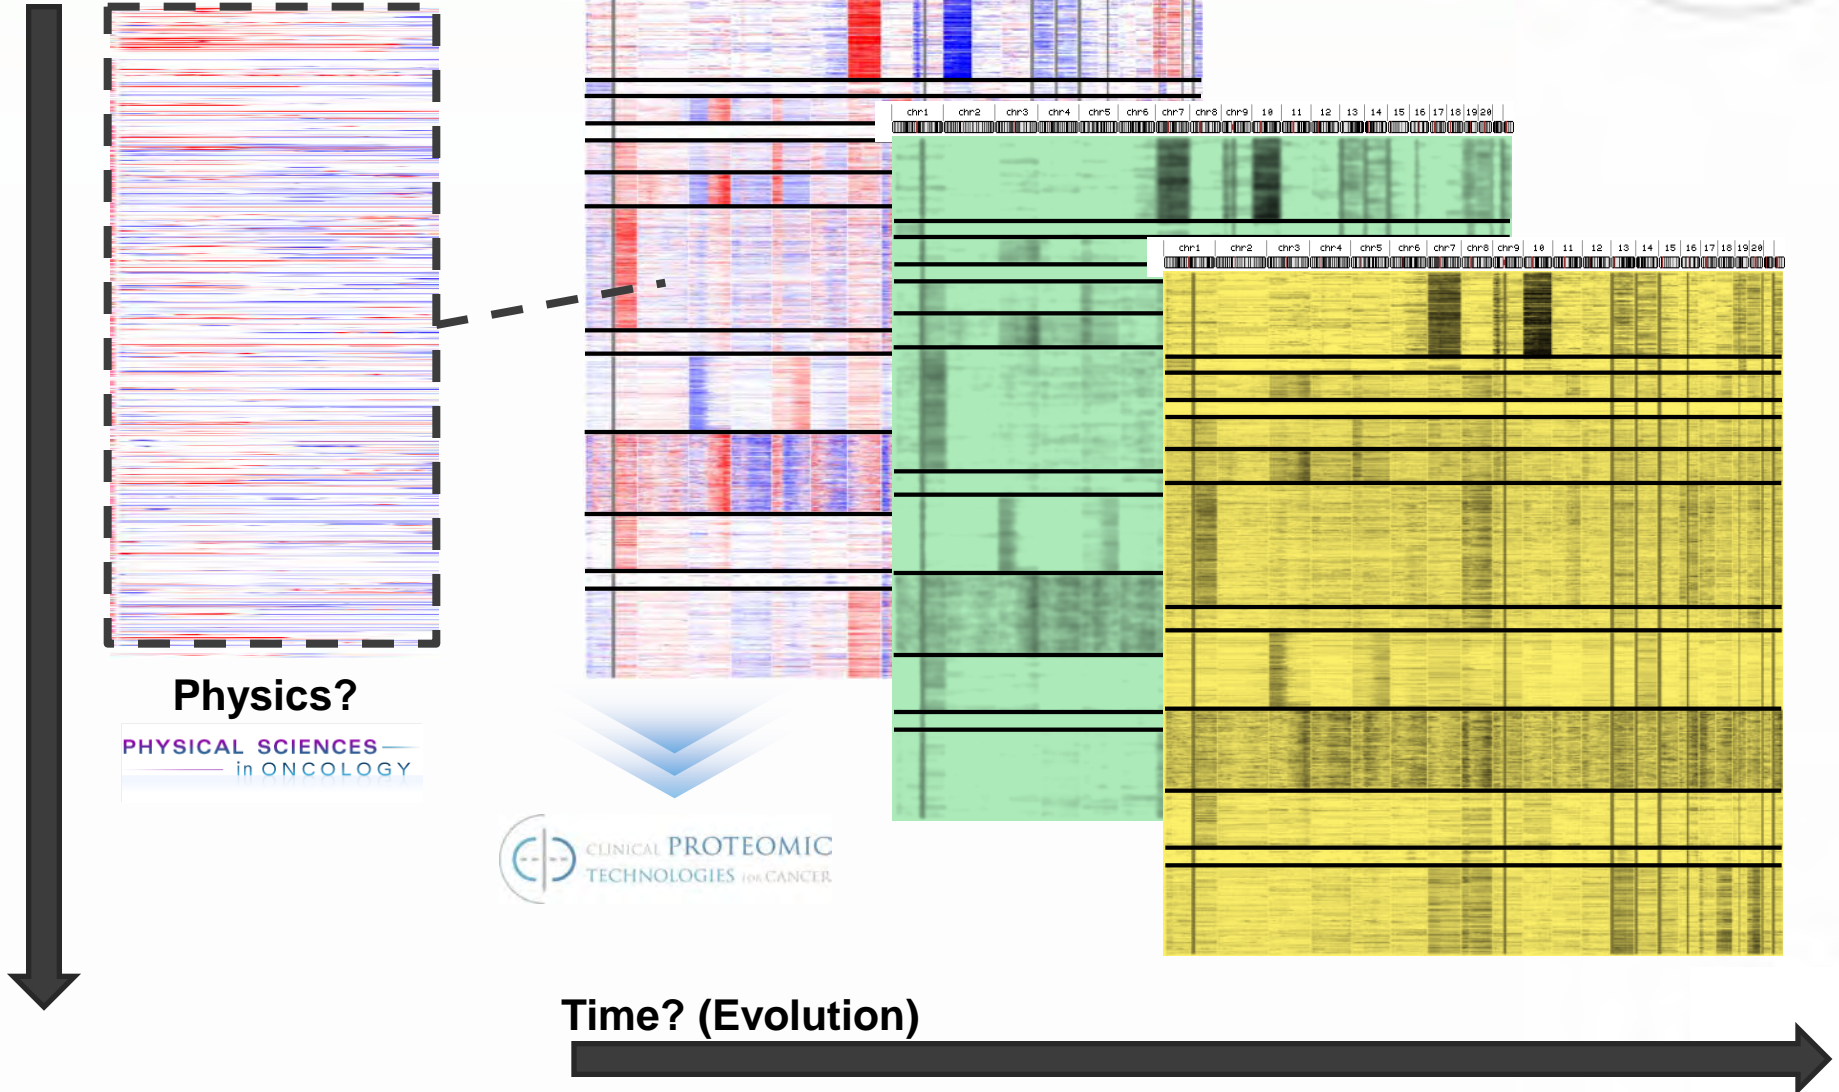 chr1 chr2 chr3 chr4 chr5 chr6 chr7 chr8 chr9 10 11 12 13 14 15 16 17 18 19 20
chr1 chr2 chr3 chr4 chr5 chr6 chr7 chr8 chr9 10 11 12 13 14 15 16 17 18 19 20
Physics?
PHYSICAL SCIENCES
in ONCOLOGY
CLINICAL PROTEOMIC
TECHNOLOGIES FOR CANCER
Time? (Evolution)